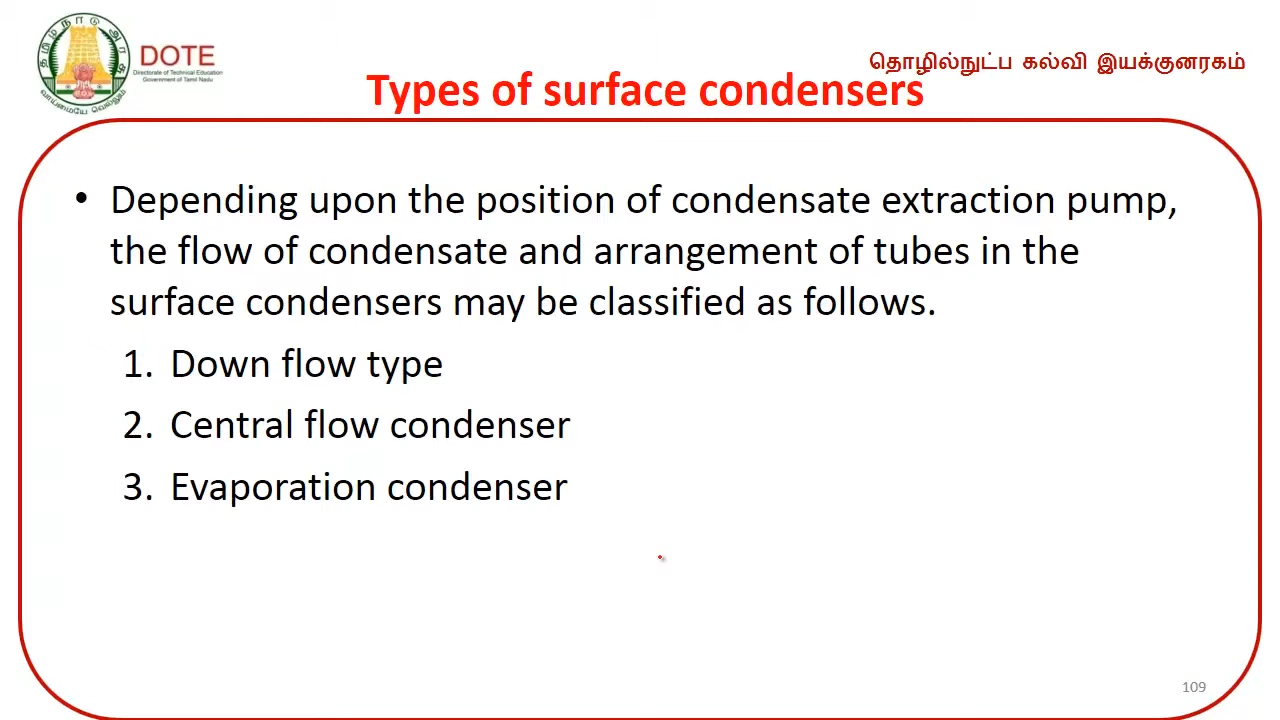 தமிழ்நாடு அரசு
வாய்மையே வெல்லும்
DOTE
Directorate of Technical Education
Government of Tamil Nadu
தொழில்நுட்ப கல்வி இயக்குனரகம்
Types of surface condensers
• Depending upon the position of condensate extraction pump,
the flow of condensate and arrangement of tubes in the
surface condensers may be classified as follows.
1. Down flow type
2. Central flow condenser
3. Evaporation condenser
109